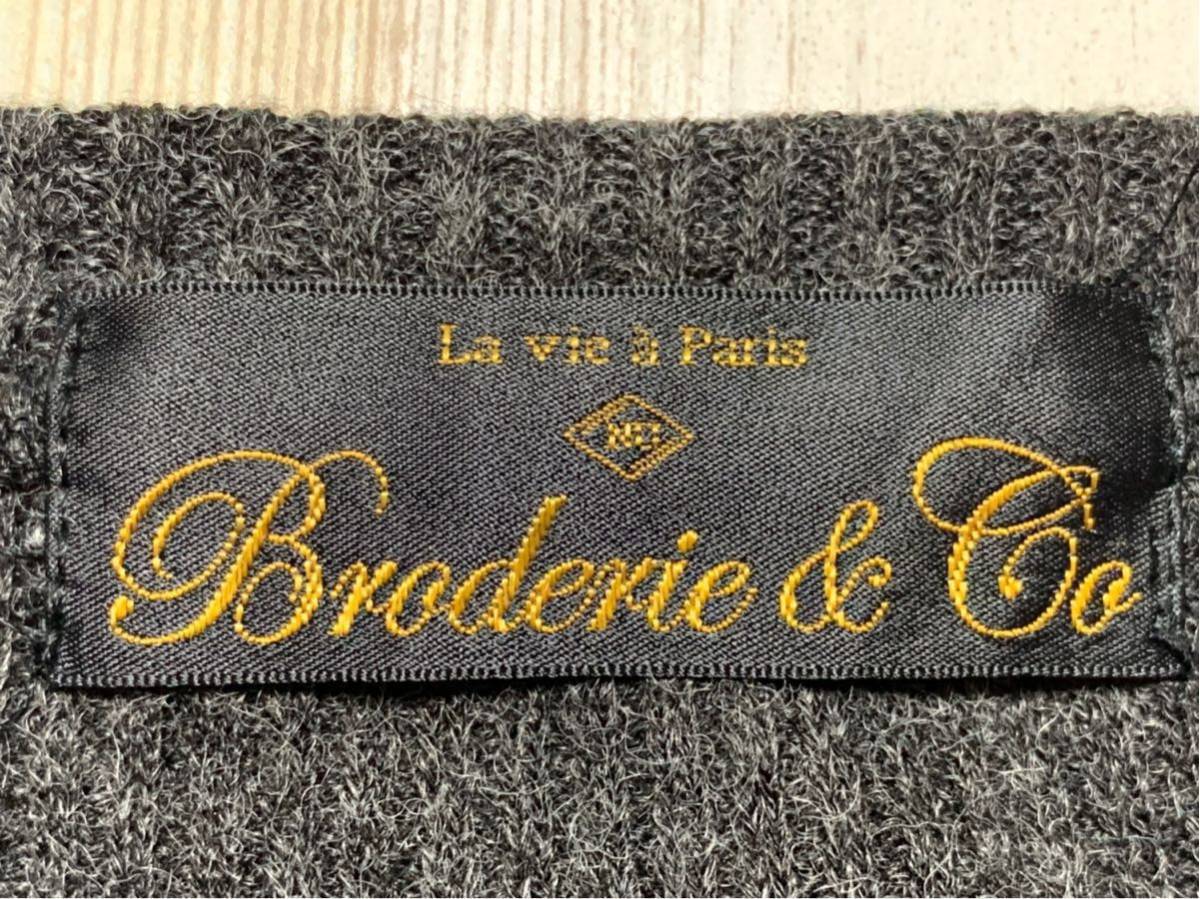 La vie à Paris
Broderie & Co